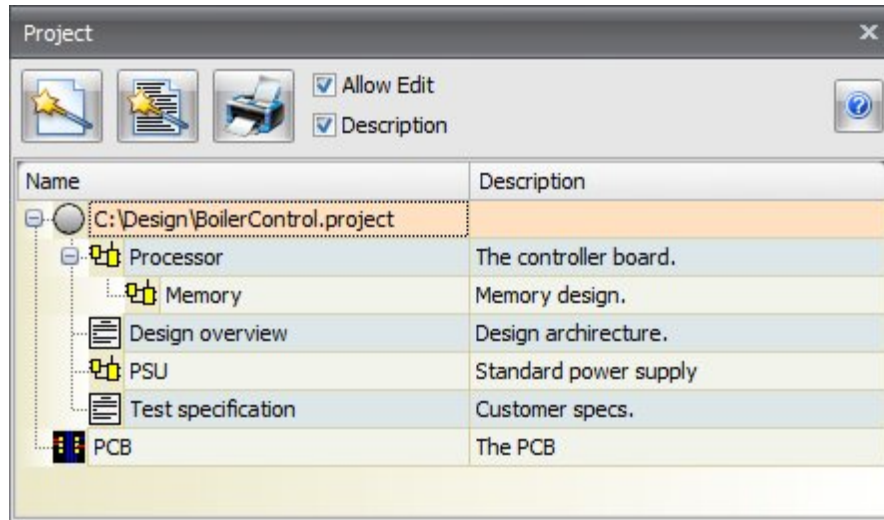 Project
Allow Edit
Description
Name Description
C:\Design\BoilerControl.project
Processor The controller board.
Memory Memory design.
Design overview Design archirecture.
PSU Standard power supply
Test specification Customer specs.
PCB The PCB